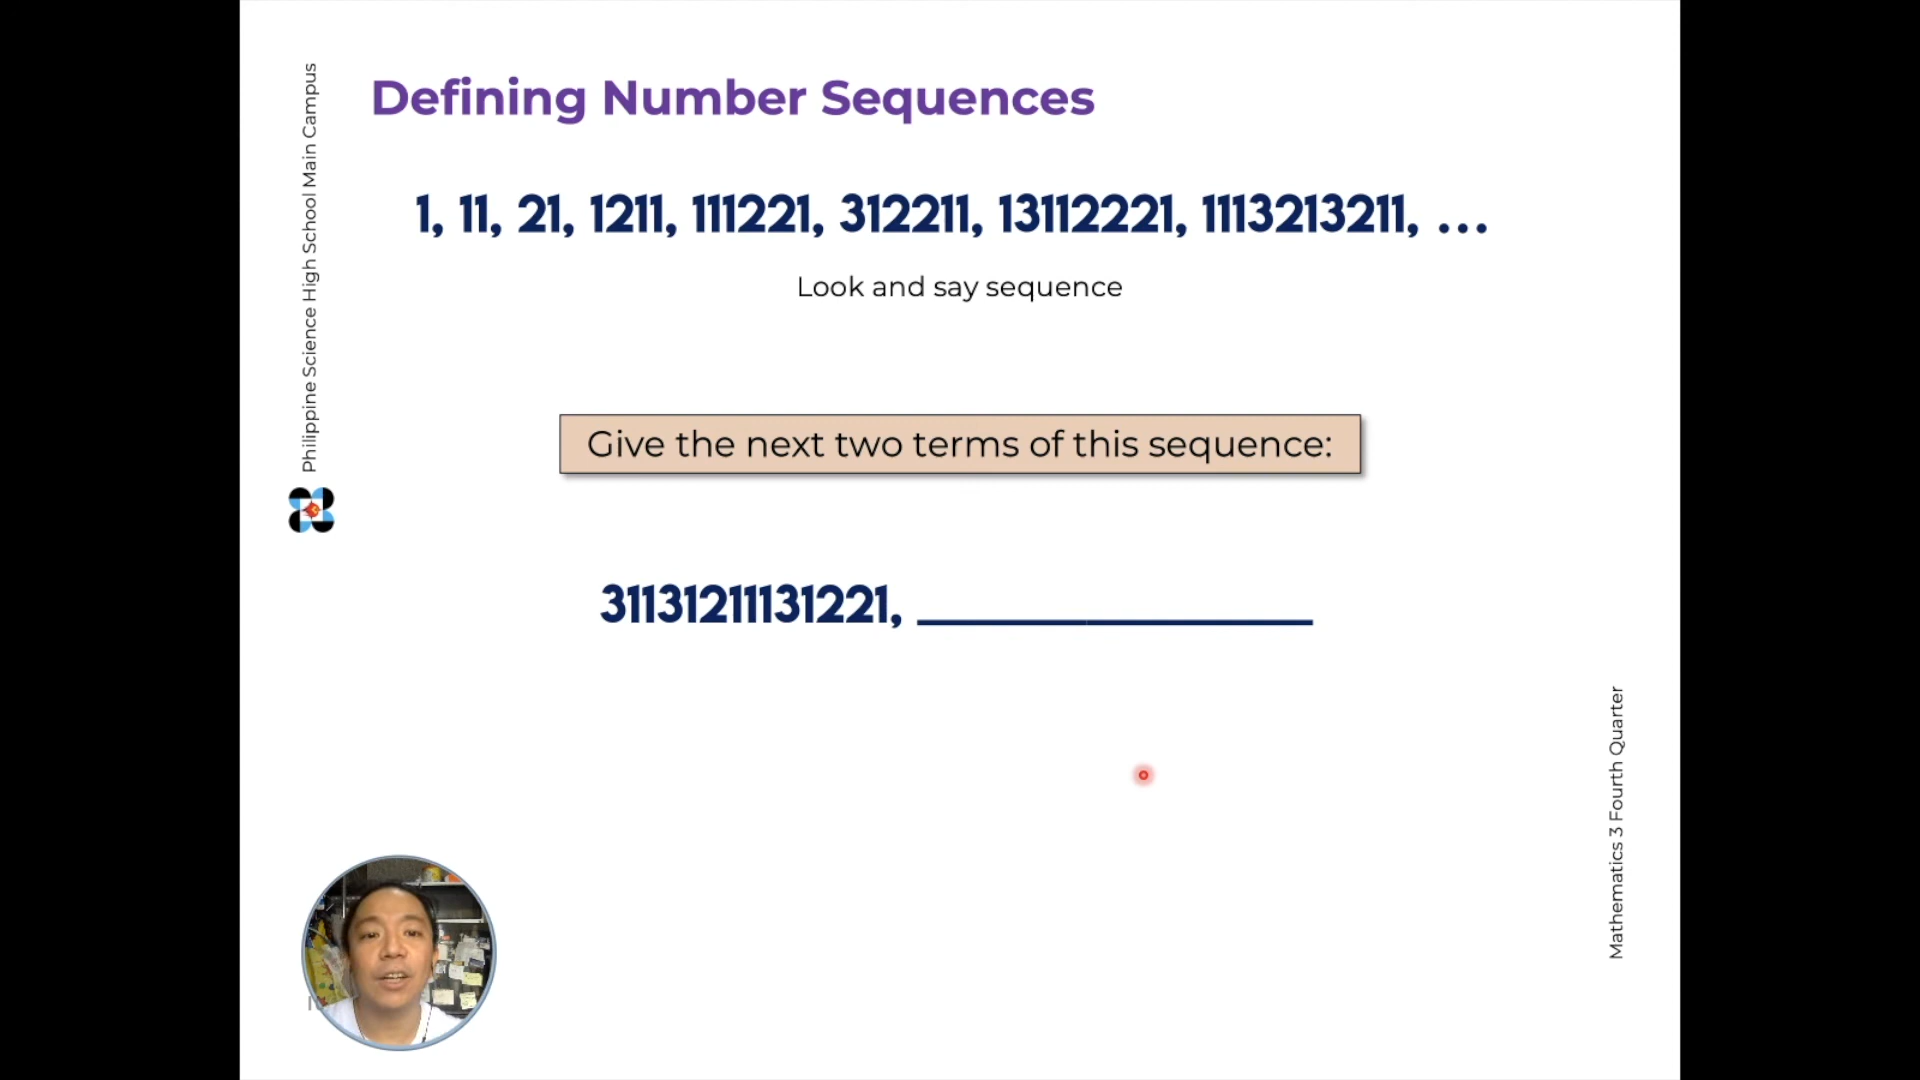 Philippine Science High School Main Campus
Defining Number Sequences
1, 11, 21, 1211, 111221, 312211, 13112221, 1113213211, ...
Look and say sequence
Give the next two terms of this sequence:
31131211131221, ____________
Mathematics 3 Fourth Quarter